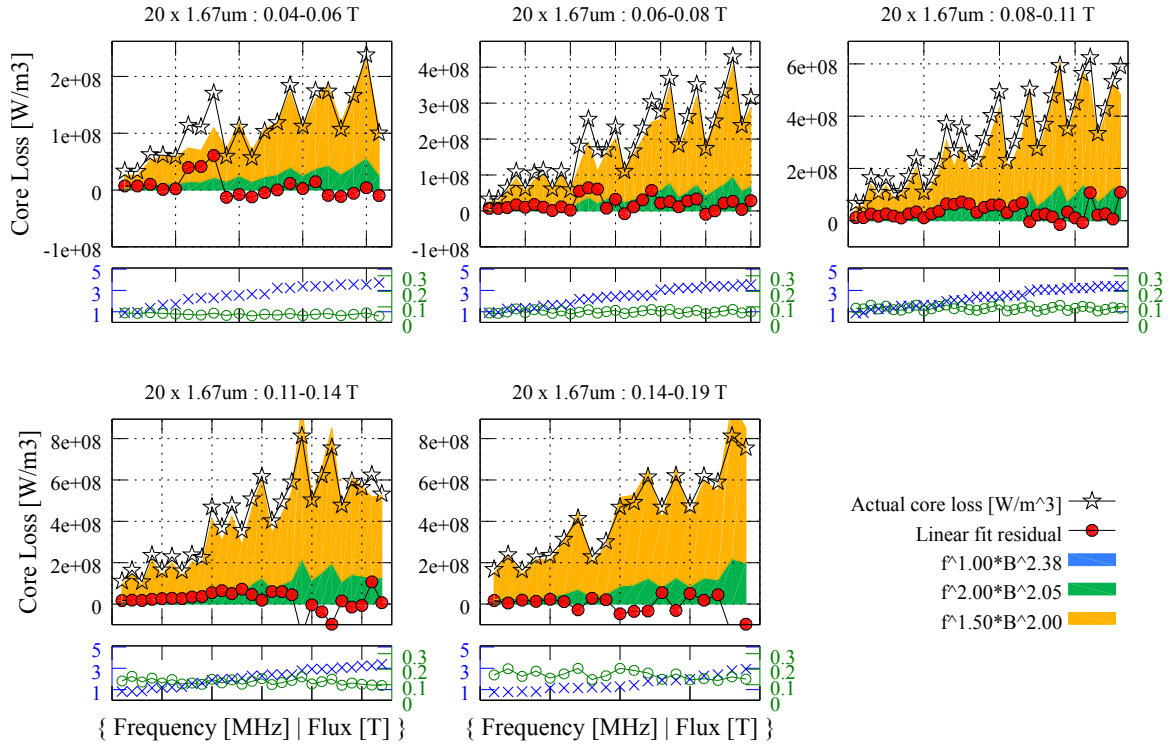 20 x 1.67um : 0.04-0.06 T
20 x 1.67um : 0.06-0.08 T
20 x 1.67um : 0.08-0.11 T
Core Loss [W/m3]
2e+08
1e+08
0
-1e+08
4e+08
3e+08
2e+08
1e+08
0
-1e+08
6e+08
4e+08
2e+08
0
5
3
1
0.3
0.2
0.1
0
5
3
1
0.3
0.2
0.1
0
5
3
1
0.3
0.2
0.1
0
20 x 1.67um : 0.11-0.14 T
20 x 1.67um : 0.14-0.19 T
Core Loss [W/m3]
8e+08
6e+08
4e+08
2e+08
0
8e+08
6e+08
4e+08
2e+08
0
Actual core loss [W/m^3]
Linear fit residual
f^1.00*B^2.38
f^2.00*B^2.05
f^1.50*B^2.00
5
3
1
0.3
0.2
0.1
0
5
3
1
0.3
0.2
0.1
0
{ Frequency [MHz] | Flux [T] }
{ Frequency [MHz] | Flux [T] }